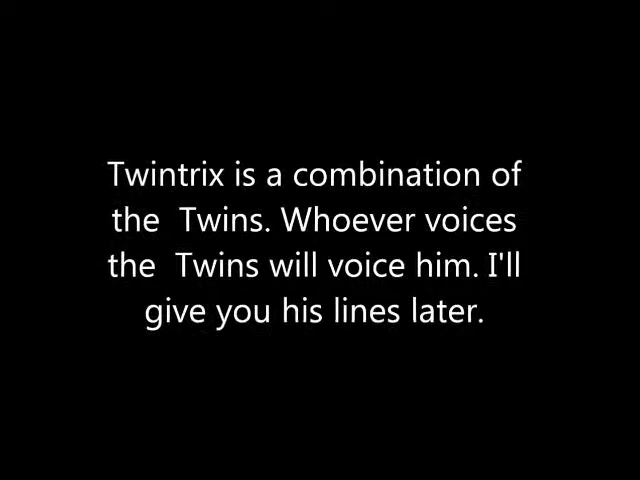 Twintrix is a combination of
the  Twins. Whoever voices
the  Twins will voice him. I'll
give you his lines later.